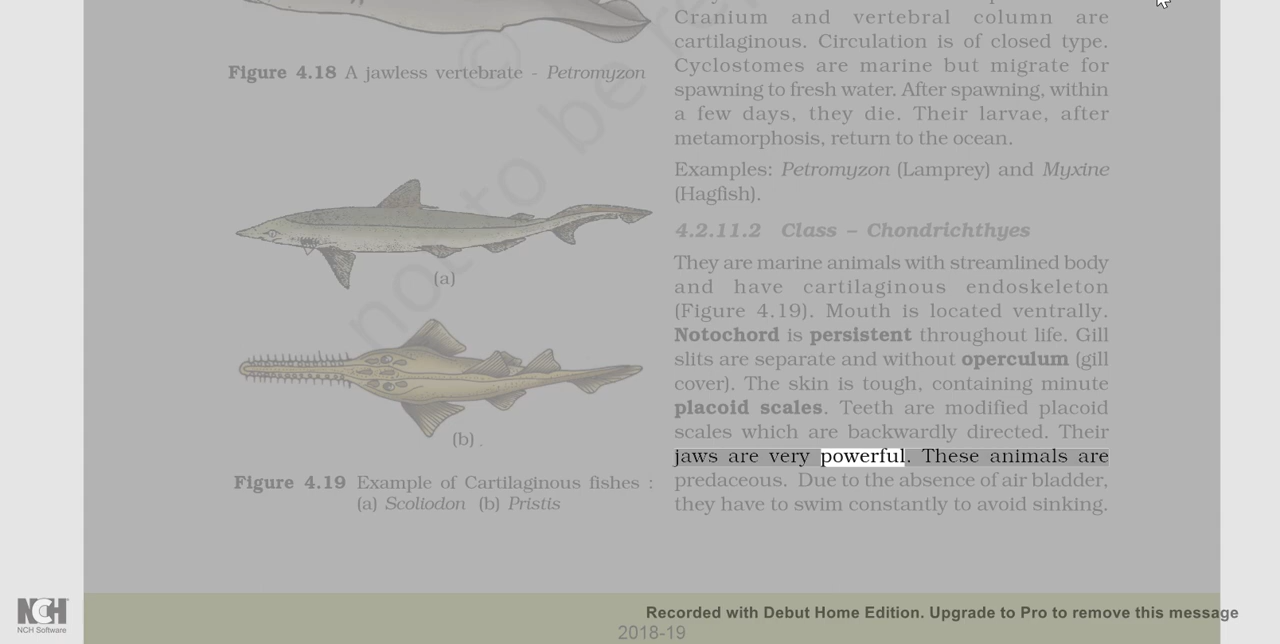 Cranium and vertebral column are
cartilaginous. Circulation is of closed type.
Cyclostomes are marine but migrate for
spawning to fresh water. After spawning, within
a few days, they die. Their larvae, after
metamorphosis, return to the ocean.
Examples: Petromyzon (Lamprey) and Myxine
(Hagfish).
4.2.11.2 Class – Chondrichthyes
They are marine animals with streamlined body
and have cartilaginous endoskeleton
(Figure 4.19). Mouth is located ventrally.
Notochord is persistent throughout life. Gill
slits are separate and without operculum (gill
cover). The skin is tough, containing minute
placoid scales. Teeth are modified placoid
scales which are backwardly directed. Their
jaws are very powerful. These animals are
predaceous. Due to the absence of air bladder,
they have to swim constantly to avoid sinking.
Figure 4.18 A jawless vertebrate - Petromyzon
(a)
(b) .
Figure 4.19 Example of Cartilaginous fishes :
(a) Scoliodon (b) Pristis
©
not to be re
NCH
NCH Software
Recorded with Debut Home Edition. Upgrade to Pro to remove this message
2018-19